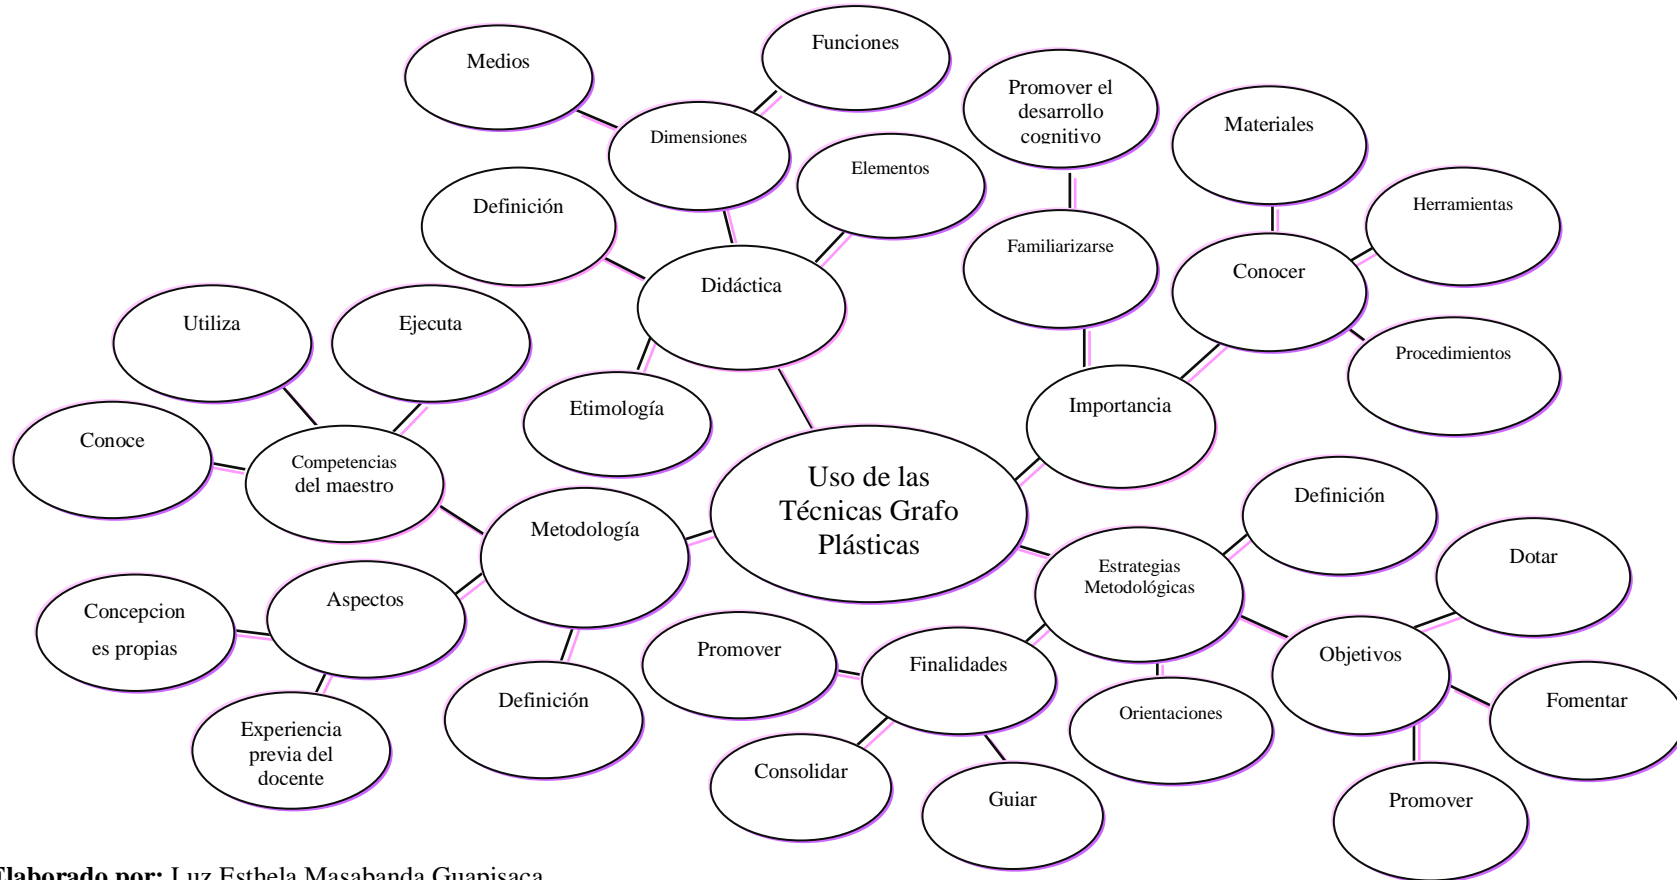 Funciones
Medios
Promover el
desarrollo
cognitivo
Materiales
Dimensiones
Elementos
Definición
Herramientas
Familiarizarse
Conocer
Didáctica
Utiliza
Ejecuta
Procedimientos
Etimología
Importancia
Conoce
Competencias
del maestro
Uso de las
Técnicas Grafo
Plásticas
Definición
Metodología
Dotar
Estrategias
Metodológicas
Aspectos
Concepcion
es propias
Promover
Finalidades
Objetivos
Definición
Orientaciones
Fomentar
Experiencia
previa del
docente
Consolidar
Guiar
Promover
Elaborado por: Luz Esthela Masabanda Guapisaca